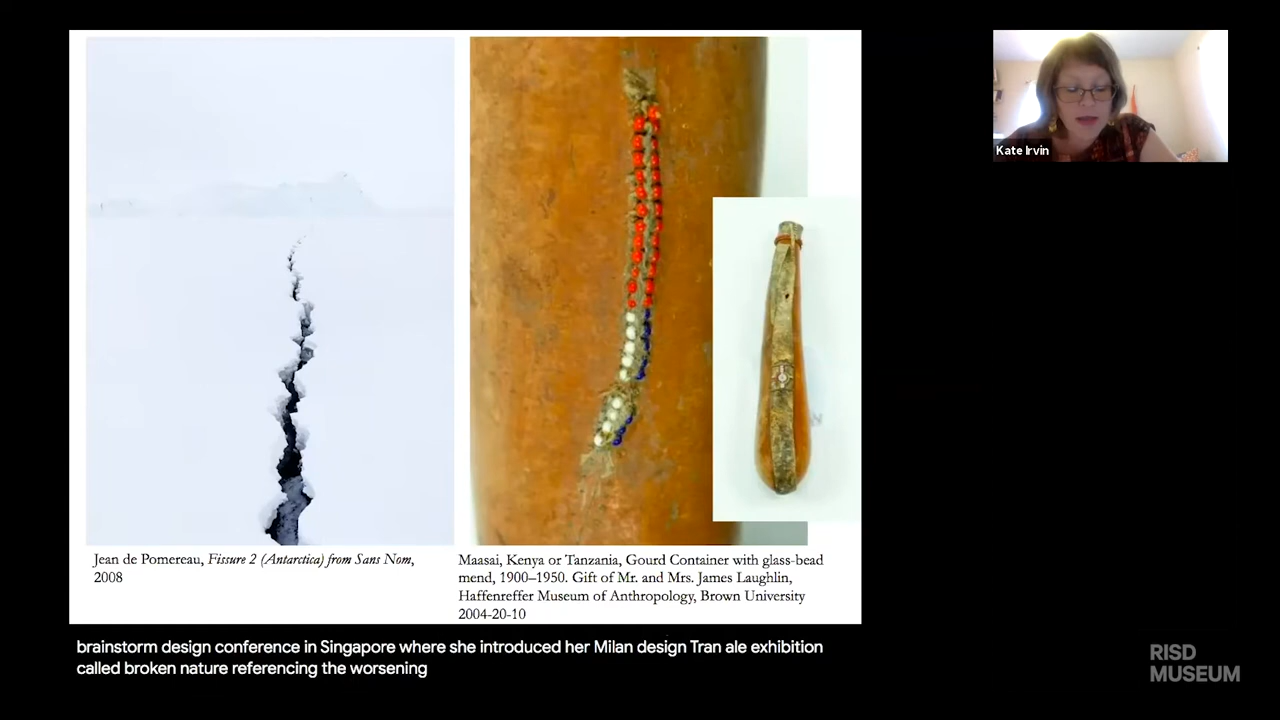 Kate Irvin
Jean de Pomereau, Fissure 2 (Antarctica) from Sans Nom,
2008
Maasai, Kenya or Tanzania, Gourd Container with glass-bead
mend, 1900–1950. Gift of Mr. and Mrs. James Laughlin,
Haffenreffer Museum of Anthropology, Brown University
2004-20-10
brainstorm design conference in Singapore where she introduced her Milan design Tran ale exhibition
called broken nature referencing the worsening
RISD
MUSEUM